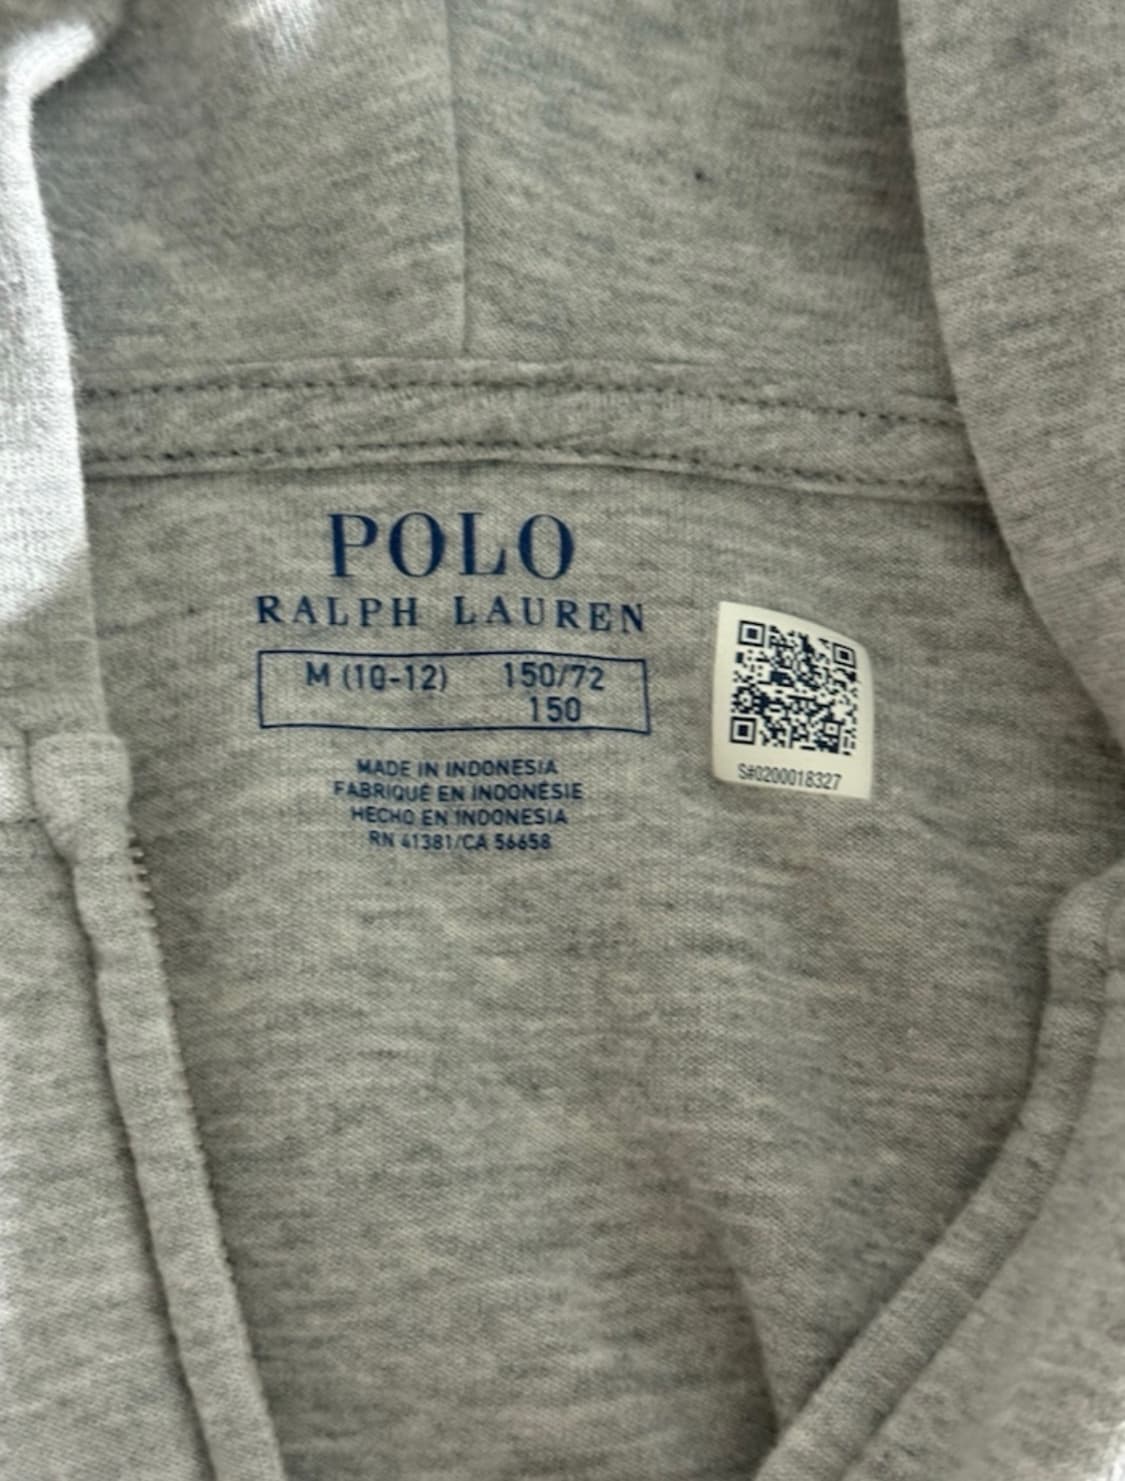 POLO
RALPH LAUREN
M (10-12) 150/72
150
MADE IN INDONESIA
FABRIQUÉ EN INDONÉSIE
HECHO EN INDONESIA
RN 41381/CA 56658
S#0200018327